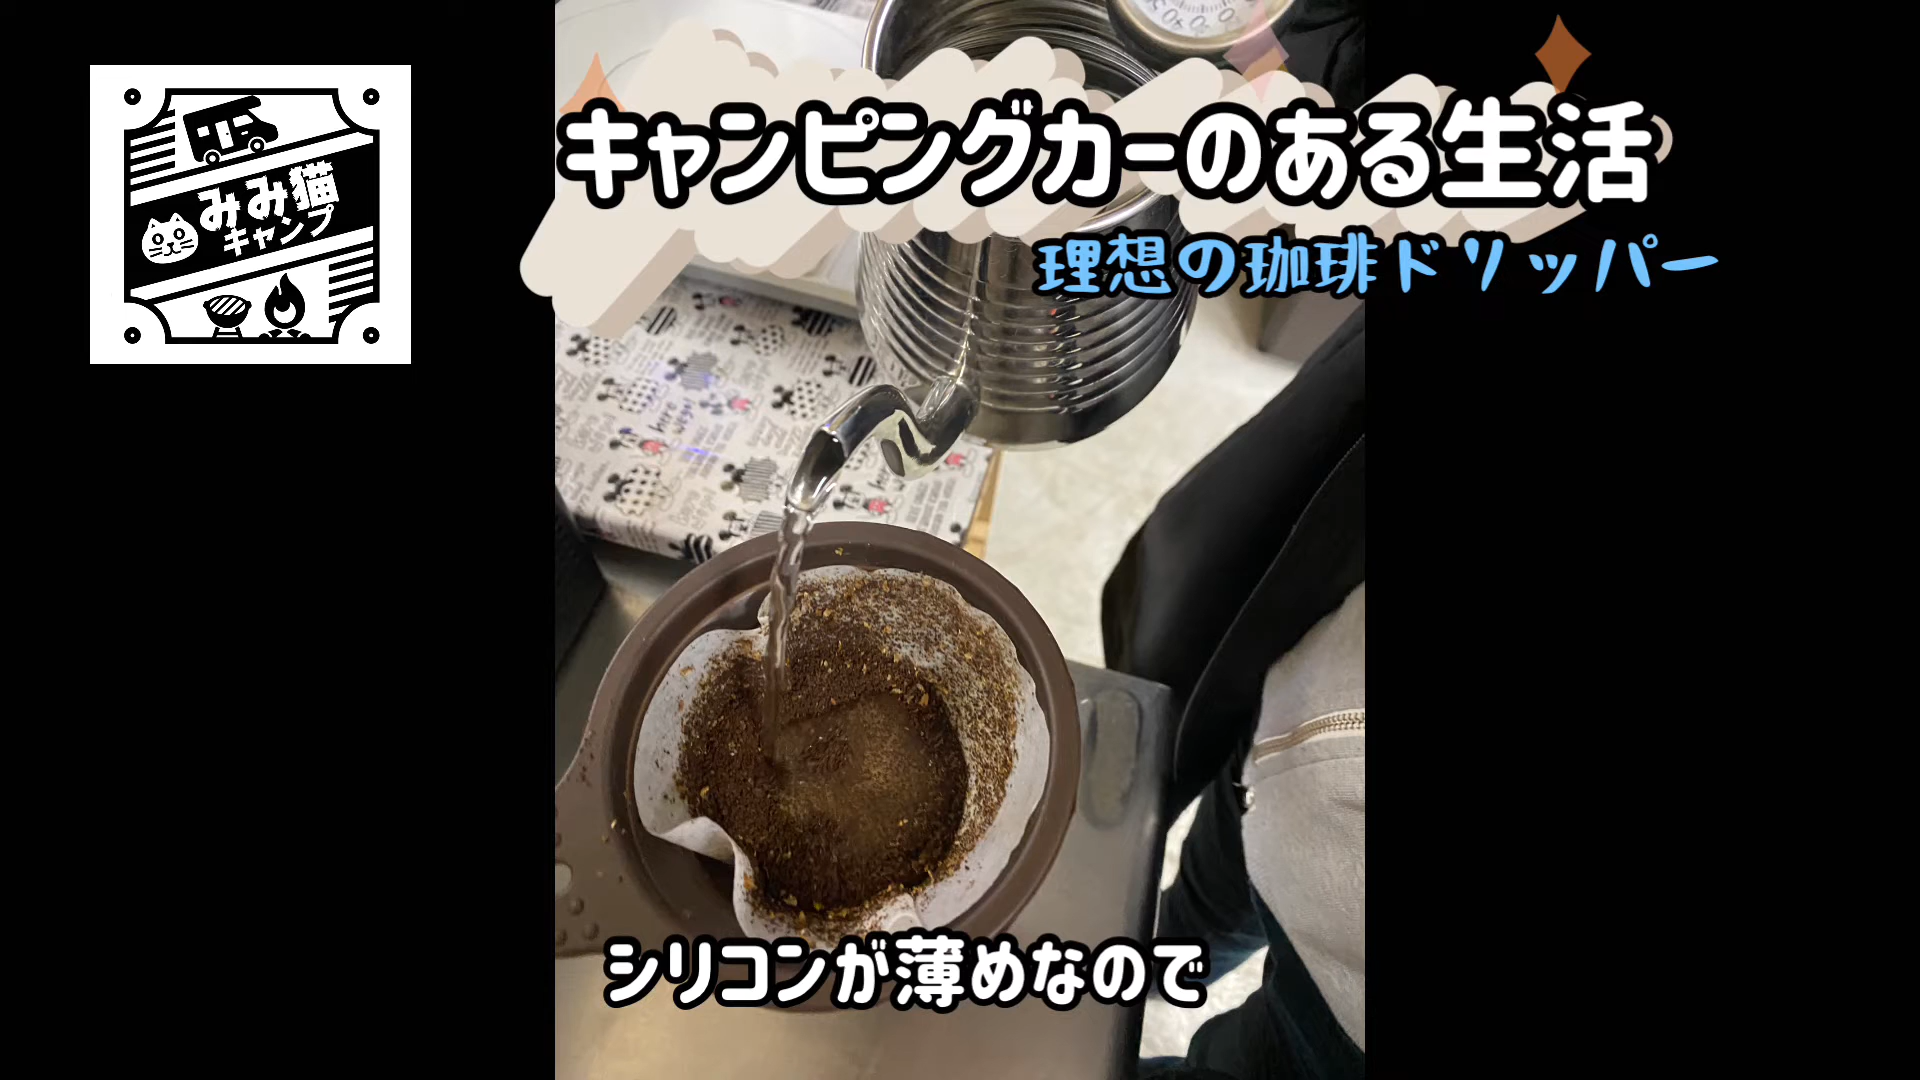 みみ猫
キャンプ
キャンピングカーのある生活
理想の珈琲ドリッパー
シリコンが薄めなので